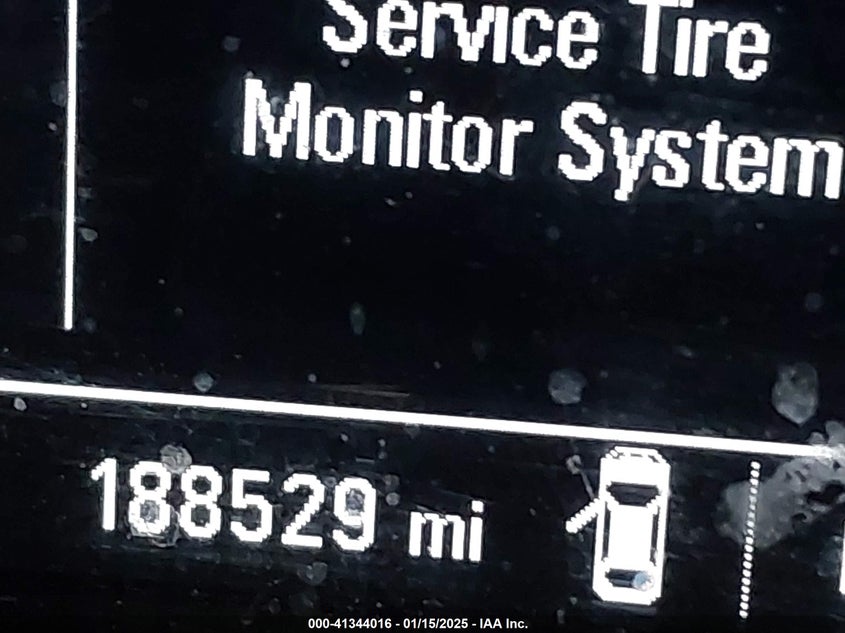 Service Tire
Monitor System
188529 mi
000-41344016 - 01/15/2025 - IAA Inc.